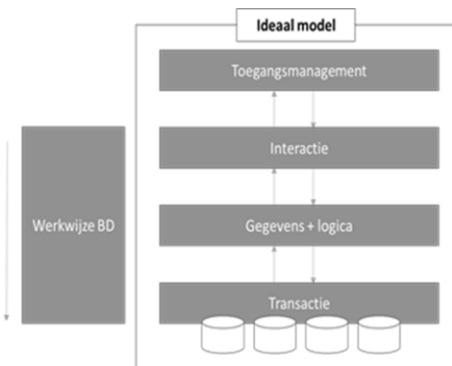 Ideaal model
Toegangsmanagement
Interactie
Werkwijze BD
Gegevens + logica
Transactie